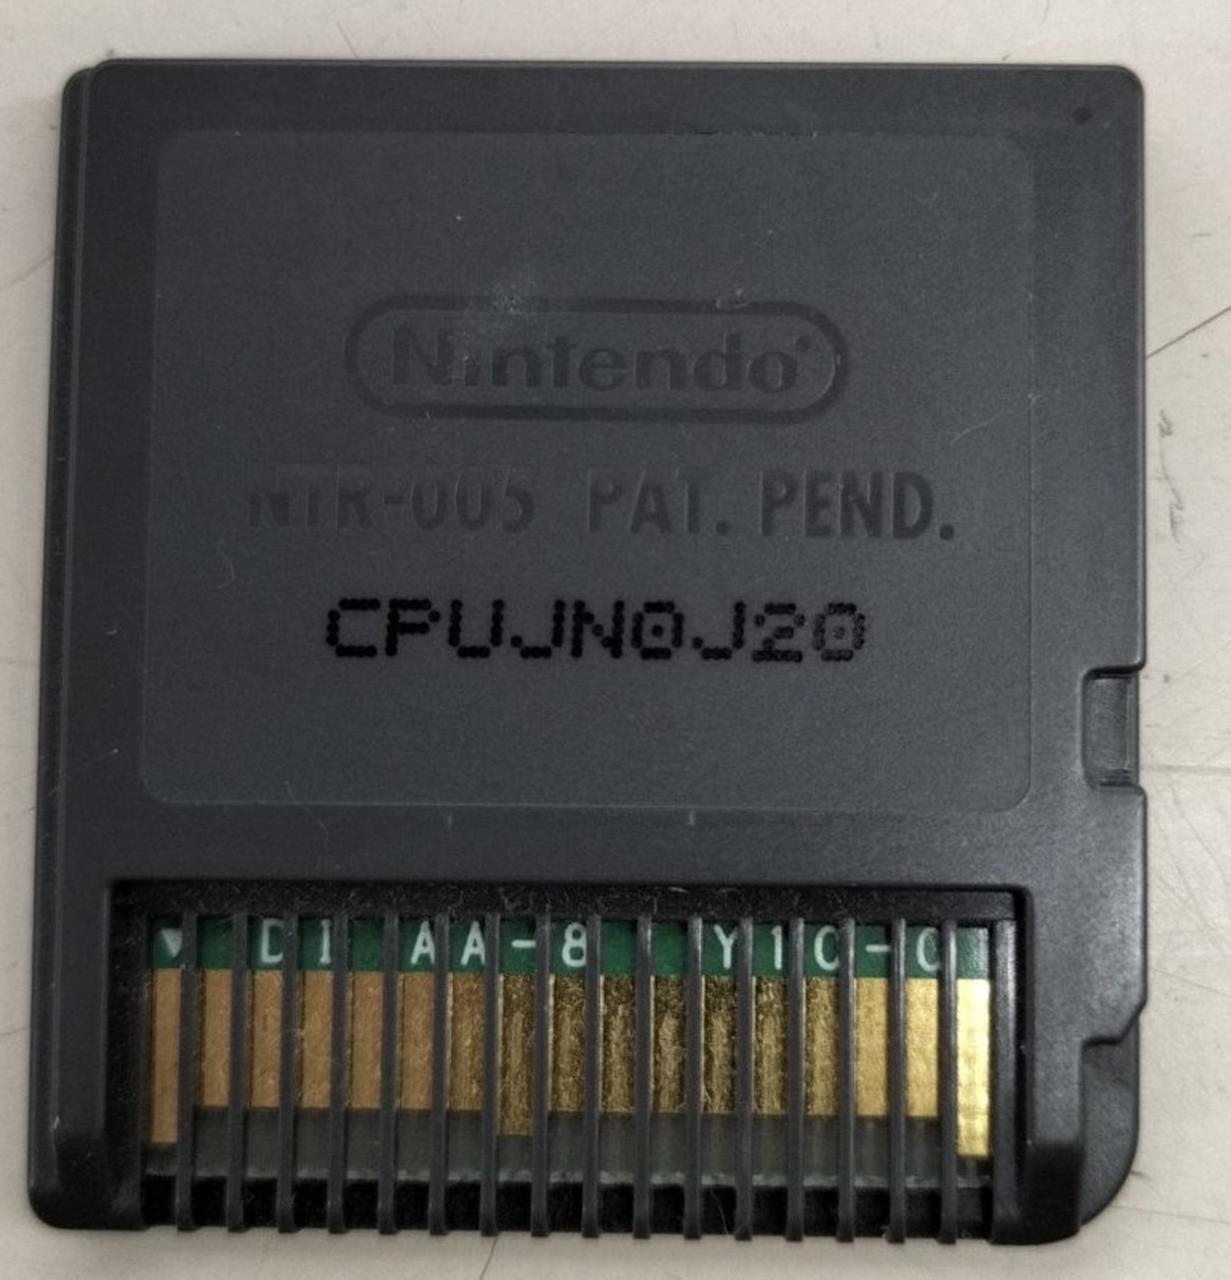 Nintendo
NTR-005 PAT. PEND.
CPUJN0J20
DI AA-8 Y10-0